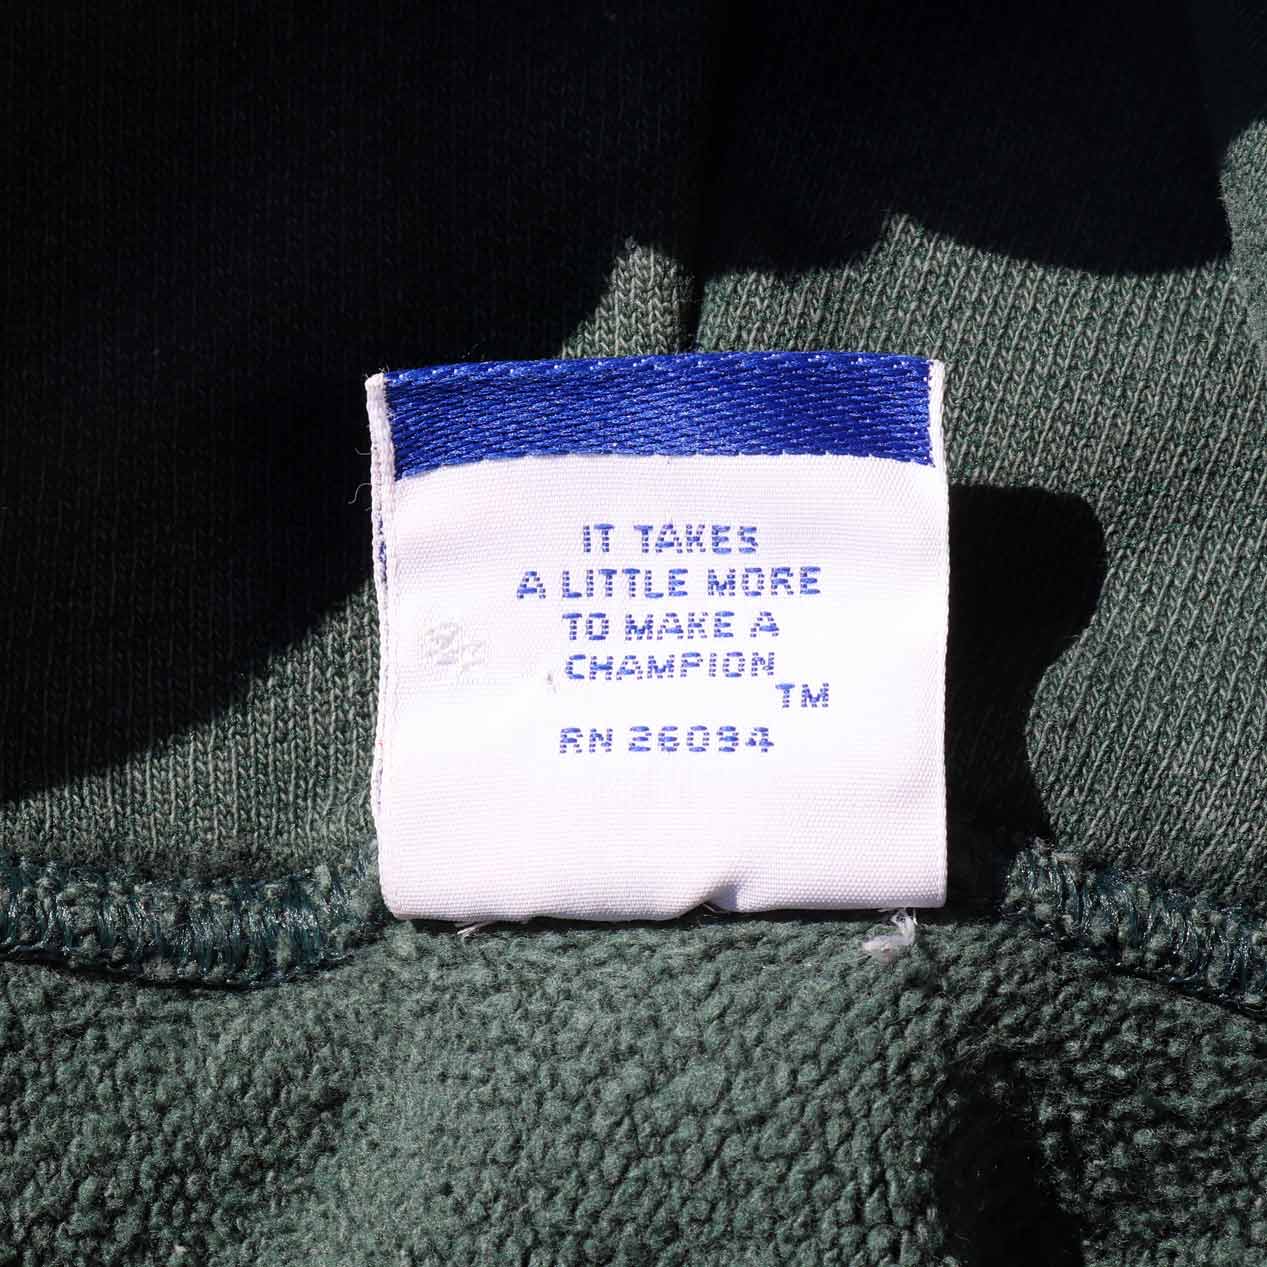 IT TAKES
A LITTLE MORE
TO MAKE A
CHAMPION
TM
RN 26094